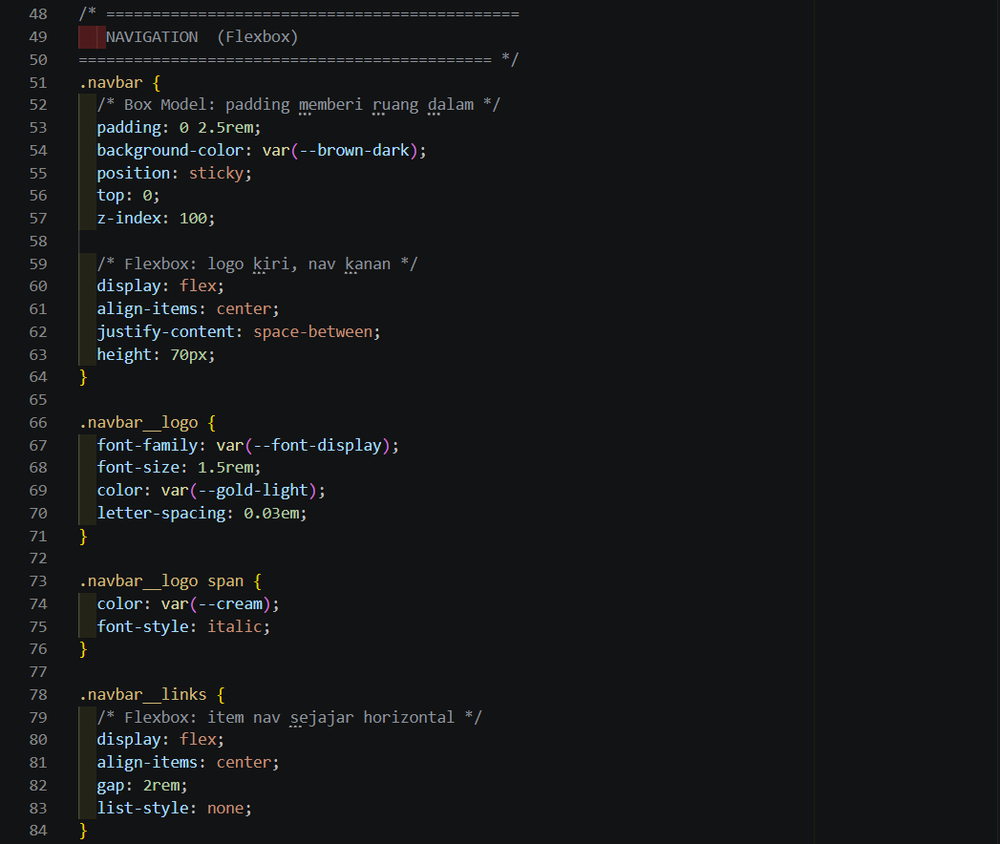 48 /* =============================================
49    NAVIGATION  (Flexbox)
50 ============================================= */
51 .navbar {
52   /* Box Model: padding memberi ruang dalam */
53   padding: 0 2.5rem;
54   background-color: var(--brown-dark);
55   position: sticky;
56   top: 0;
57   z-index: 100;
58
59   /* Flexbox: logo kiri, nav kanan */
60   display: flex;
61   align-items: center;
62   justify-content: space-between;
63   height: 70px;
64 }
65
66 .navbar__logo {
67   font-family: var(--font-display);
68   font-size: 1.5rem;
69   color: var(--gold-light);
70   letter-spacing: 0.03em;
71 }
72
73 .navbar__logo span {
74   color: var(--cream);
75   font-style: italic;
76 }
77
78 .navbar__links {
79   /* Flexbox: item nav sejajar horizontal */
80   display: flex;
81   align-items: center;
82   gap: 2rem;
83   list-style: none;
84 }